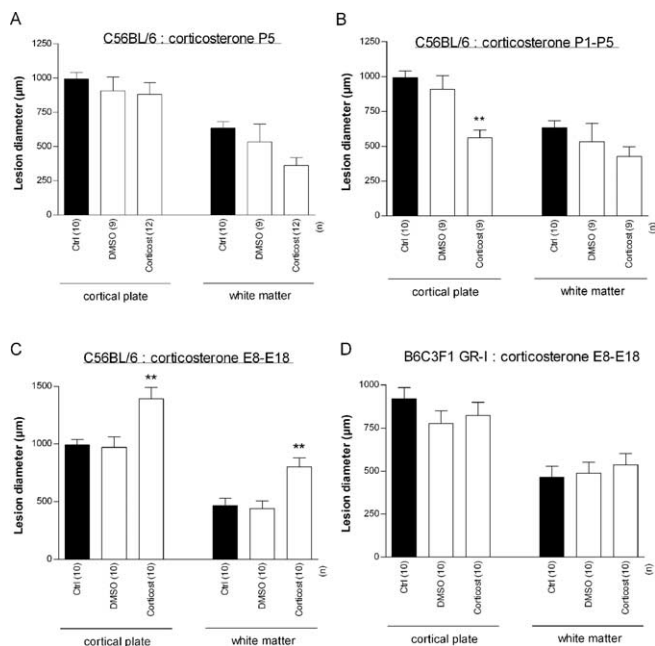 A
C56BL/6 : corticosterone P5
Lesion diameter (µm)
1250
1000
750
500
250
0
Ctrl (10)
DMSO (9)
Corticost (12)
Ctrl (10)
DMSO (9)
Corticost (12)
(n)
cortical plate
white matter
B
C56BL/6 : corticosterone P1-P5
Lesion diameter (µm)
1250
1000
750
500
250
0
**
Ctrl (10)
DMSO (9)
Corticost (9)
Ctrl (10)
DMSO (9)
Corticost (9)
(n)
cortical plate
white matter
C
C56BL/6 : corticosterone E8-E18
Lesion diameter (µm)
1500
1000
500
0
**
**
Ctrl (10)
DMSO (10)
Corticost (10)
Ctrl (10)
DMSO (10)
Corticost (10)
(n)
cortical plate
white matter
D
B6C3F1 GR-I : corticosterone E8-E18
Lesion diameter (µm)
1000
750
500
250
0
Ctrl (10)
DMSO (10)
Corticost (10)
Ctrl (10)
DMSO (10)
Corticost (10)
(n)
cortical plate
white matter